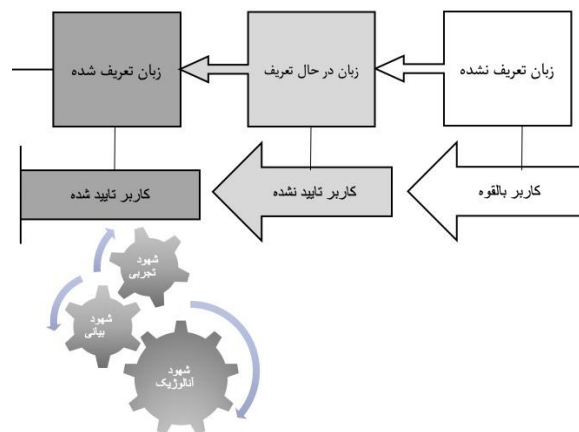 زبان تعریف نشده
زبان در حال تعریف
زبان تعریف شده
کاربر بالقوه
کاربر تایید نشده
کاربر تایید شده
شهود
تجربی
شهود
بیانی
شهود
آنالوژیک